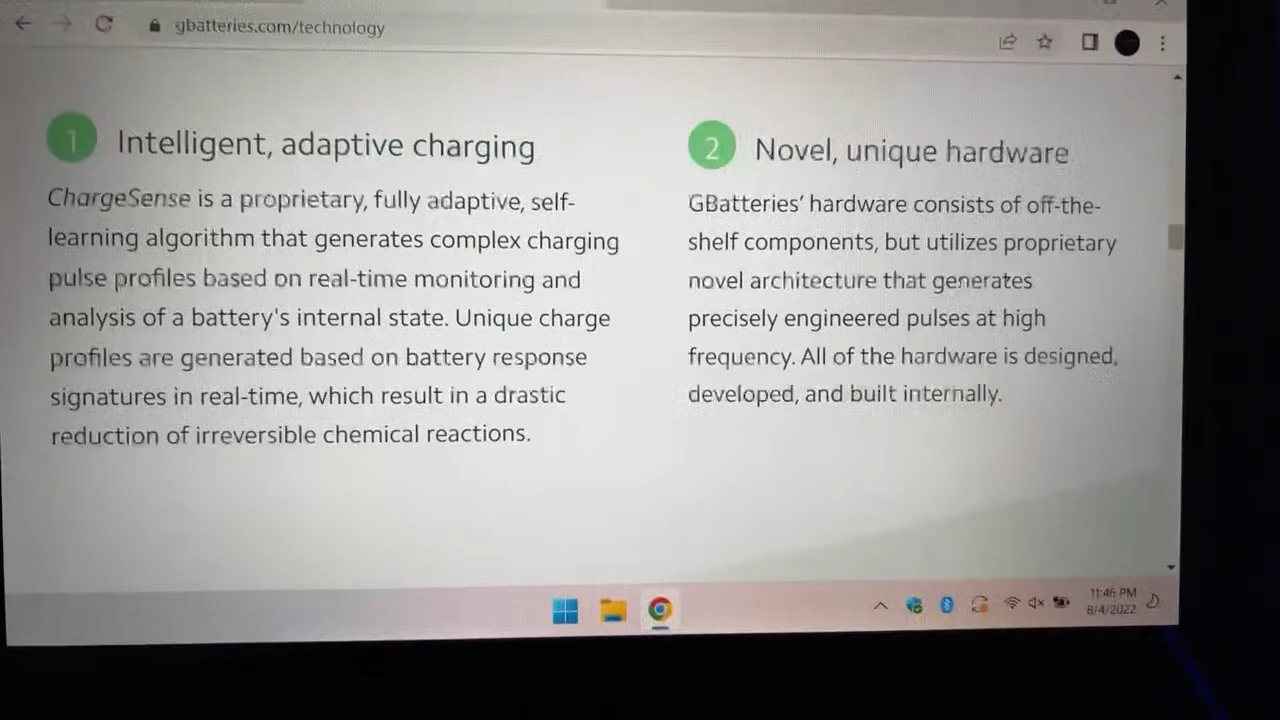 gbatteries.com/technology
1 Intelligent, adaptive charging
ChargeSense is a proprietary, fully adaptive, self-
learning algorithm that generates complex charging
pulse profiles based on real-time monitoring and
analysis of a battery's internal state. Unique charge
profiles are generated based on battery response
signatures in real-time, which result in a drastic
reduction of irreversible chemical reactions.
2 Novel, unique hardware
GBatteries' hardware consists of off-the-
shelf components, but utilizes proprietary
novel architecture that generates
precisely engineered pulses at high
frequency. All of the hardware is designed,
developed, and built internally.
11:46 PM
8/4/2022